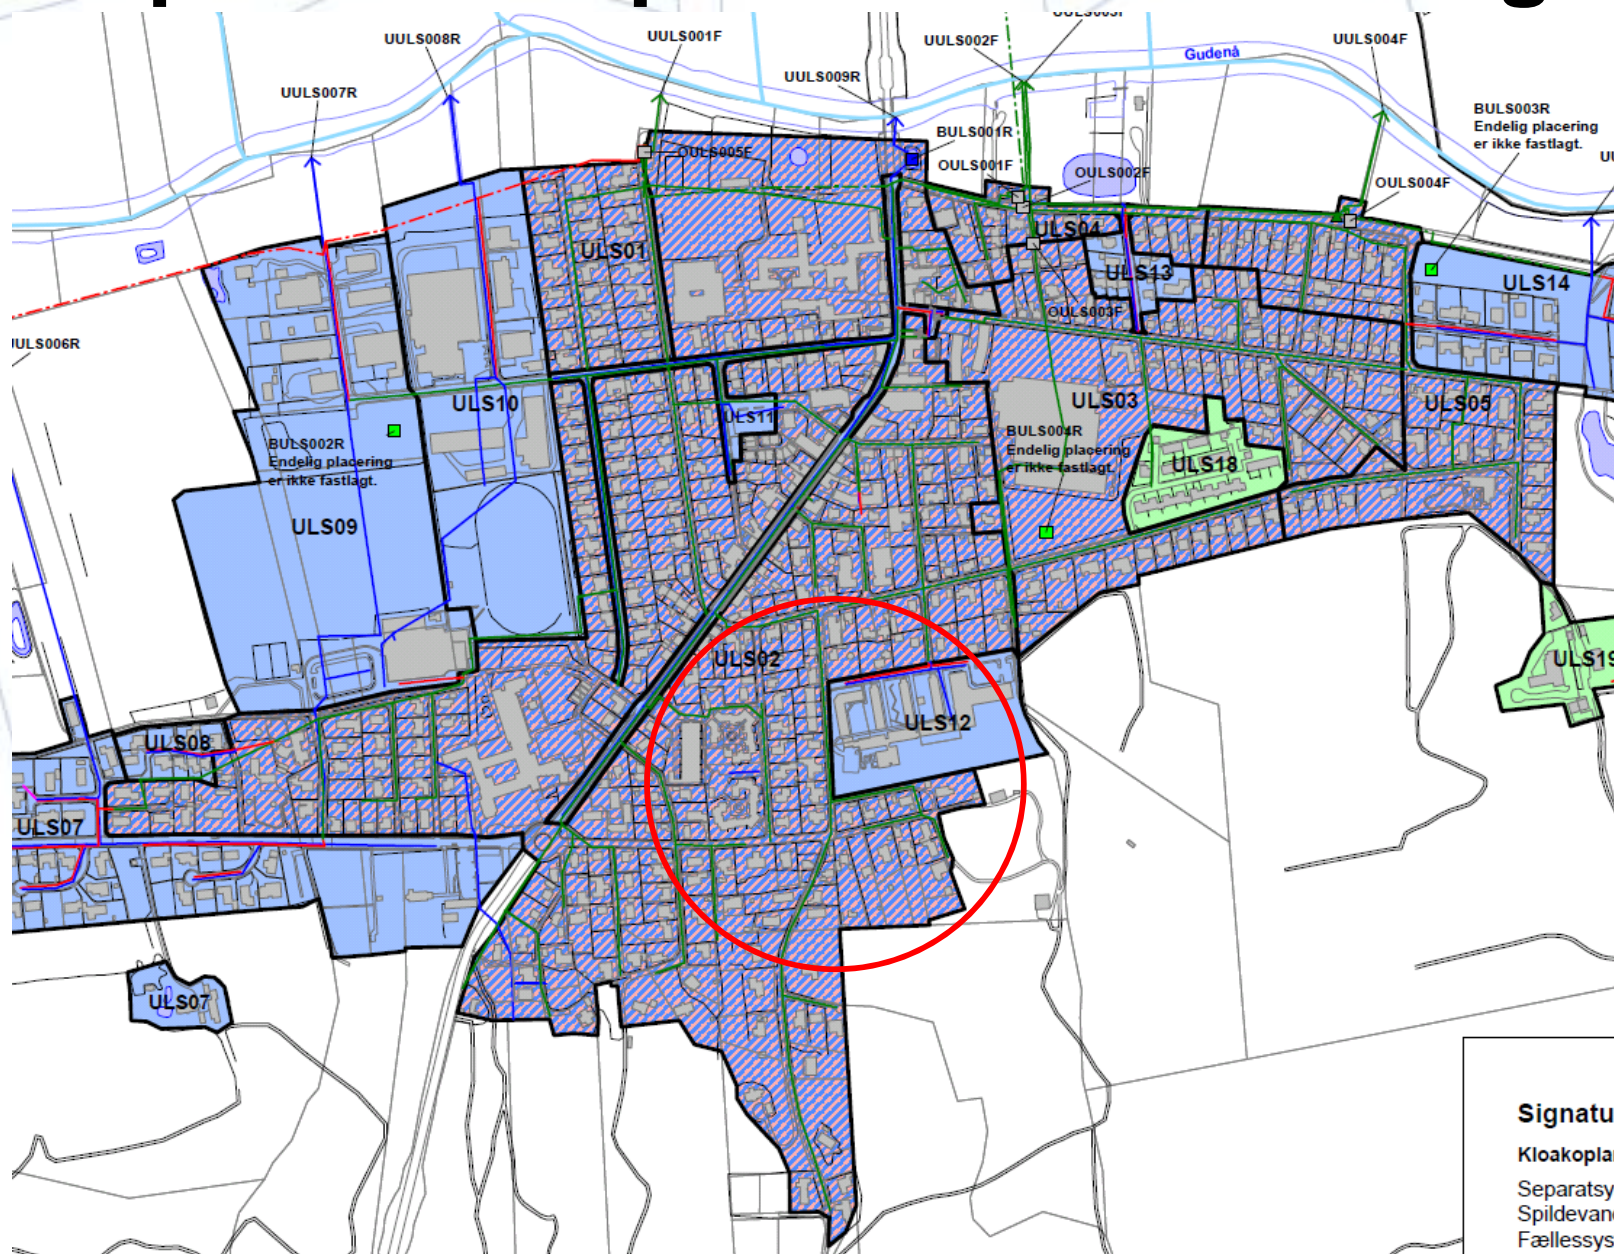 UULS008R
UULS001F
UULS002F
UULS004F
UULS009R
Gudenå
UULS007R
BULS003R
Endelig placering
er ikke fastlagt.
BULS001R
OULS005F
OULS001F
OULS002F
OULS004F
ULS01
ULS04
ULS13
ULS14
OULS003F
ULS10
ULS11
ULS03
ULS05
BULS002R
Endelig placering
er ikke fastlagt.
BULS004R
Endelig placering
er ikke fastlagt.
ULS18
ULS09
ULS02
ULS12
ULS19
ULS08
ULS07
ULS07
Signatu
Kloakopla
Separatsy
Spildevan
Fællessys